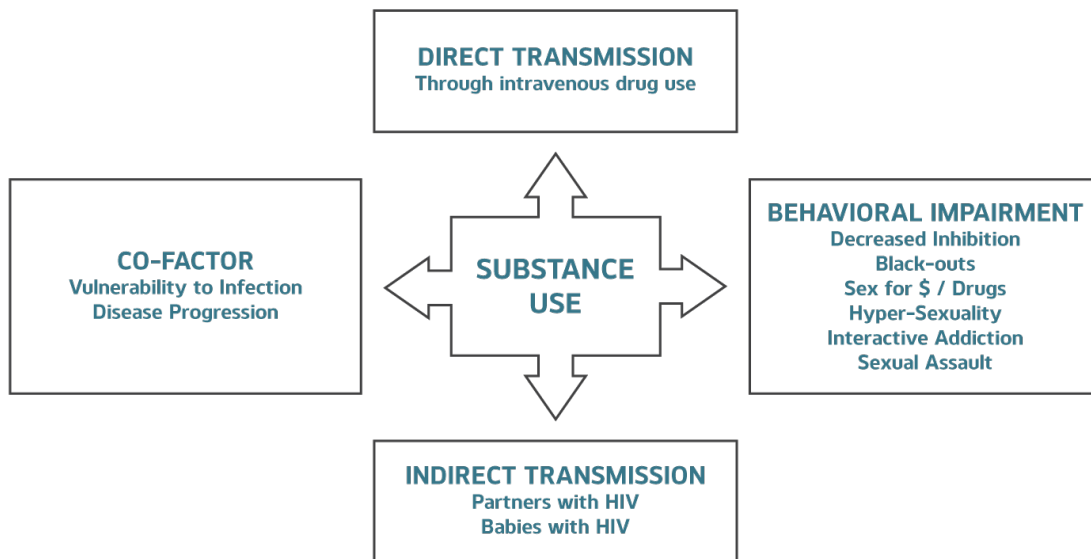 DIRECT TRANSMISSION
Through intravenous drug use
CO-FACTOR
Vulnerability to Infection
Disease Progression
SUBSTANCE
USE
BEHAVIORAL IMPAIRMENT
Decreased Inhibition
Black-outs
Sex for $ / Drugs
Hyper-Sexuality
Interactive Addiction
Sexual Assault
INDIRECT TRANSMISSION
Partners with HIV
Babies with HIV